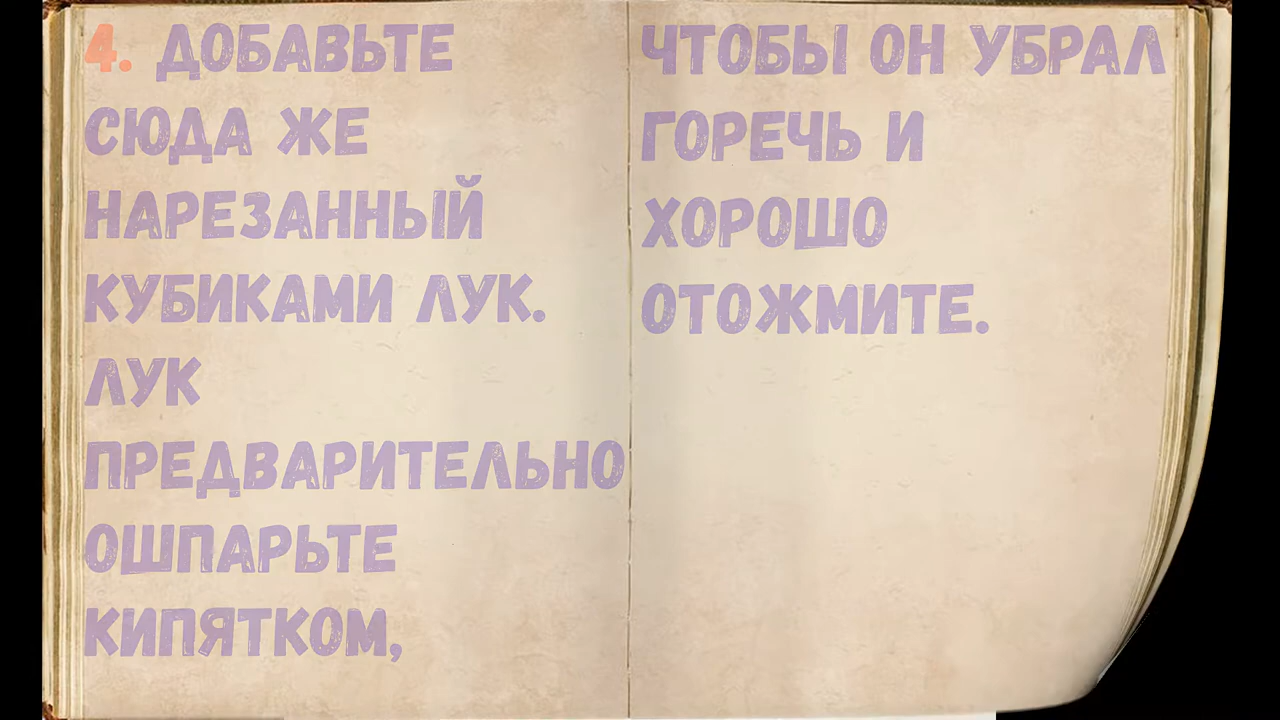 4. ДОБАВЬТЕ
СЮДА ЖЕ
НАРЕЗАННЫЙ
КУБИКАМИ ЛУК.
ЛУК
ПРЕДВАРИТЕЛЬНО
ОШПАРЬТЕ
КИПЯТКОМ,
ЧТОБЫ ОН УБРАЛ
ГОРЕЧЬ И
ХОРОШО
ОТОЖМИТЕ.